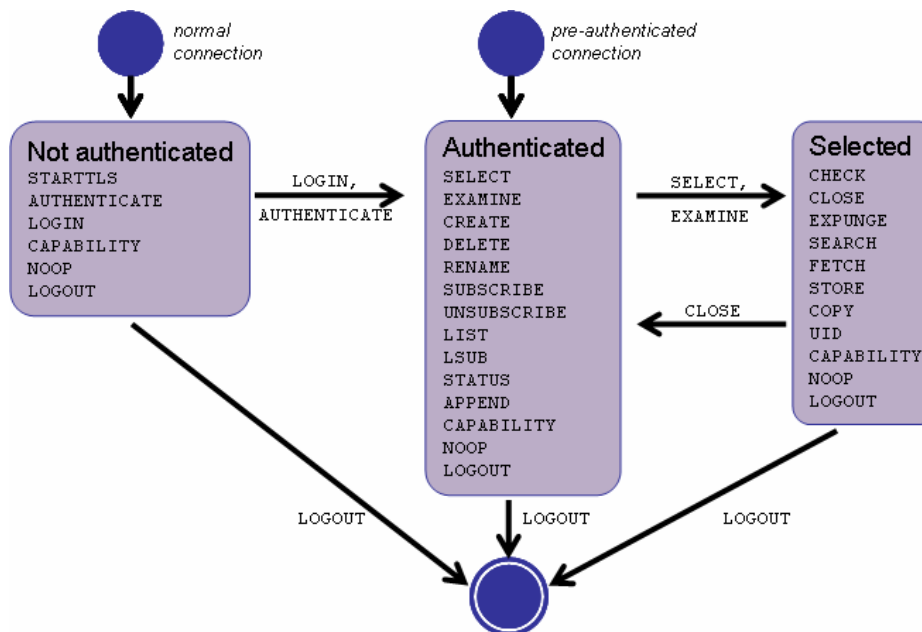 normal
connection
pre-authenticated
connection
Not authenticated
STARTTLS
AUTHENTICATE
LOGIN
CAPABILITY
NOOP
LOGOUT
LOGIN,
AUTHENTICATE
Authenticated
SELECT
EXAMINE
CREATE
DELETE
RENAME
SUBSCRIBE
UNSUBSCRIBE
LIST
LSUB
STATUS
APPEND
CAPABILITY
NOOP
LOGOUT
SELECT,
EXAMINE
CLOSE
Selected
CHECK
CLOSE
EXPUNGE
SEARCH
FETCH
STORE
COPY
UID
CAPABILITY
NOOP
LOGOUT
LOGOUT
LOGOUT
LOGOUT